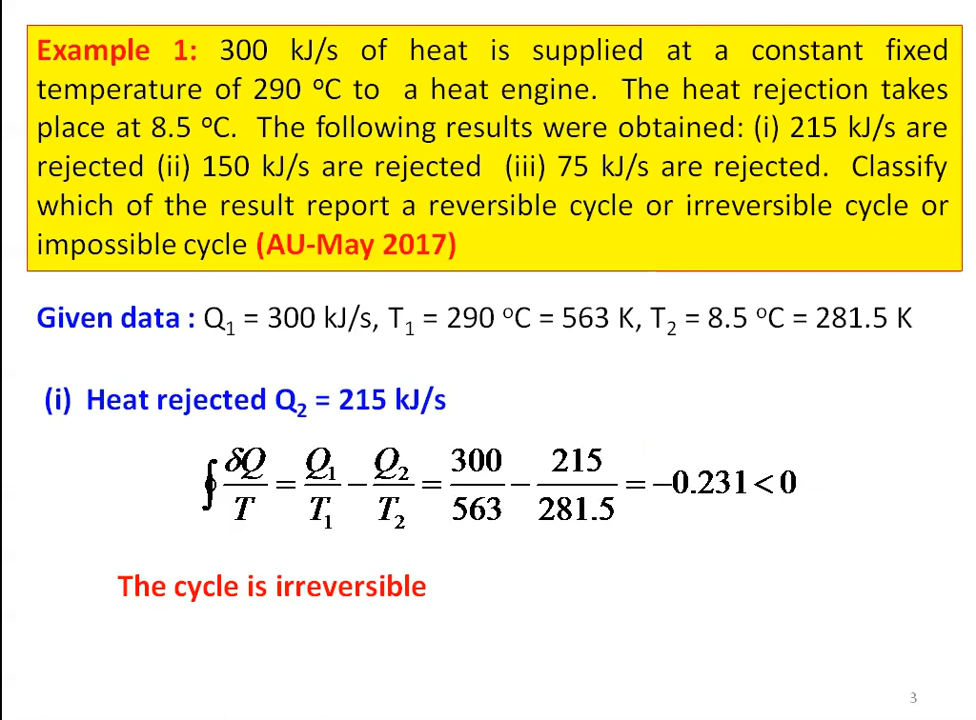 Example 1: 300 kJ/s of heat is supplied at a constant fixed
temperature of 290 ºC to a heat engine. The heat rejection takes
place at 8.5 ºC. The following results were obtained: (i) 215 kJ/s are
rejected (ii) 150 kJ/s are rejected (iii) 75 kJ/s are rejected. Classify
which of the result report a reversible cycle or irreversible cycle or
impossible cycle (AU-May 2017)
Given data : Q₁ = 300 kJ/s, T₁ = 290 ºC = 563 K, T₂ = 8.5 ºC = 281.5 K
(i) Heat rejected Q₂ = 215 kJ/s
∮ δQ/T = Q₁/T₁ − Q₂/T₂ = 300/563 − 215/281.5 = −0.231 < 0
The cycle is irreversible
3